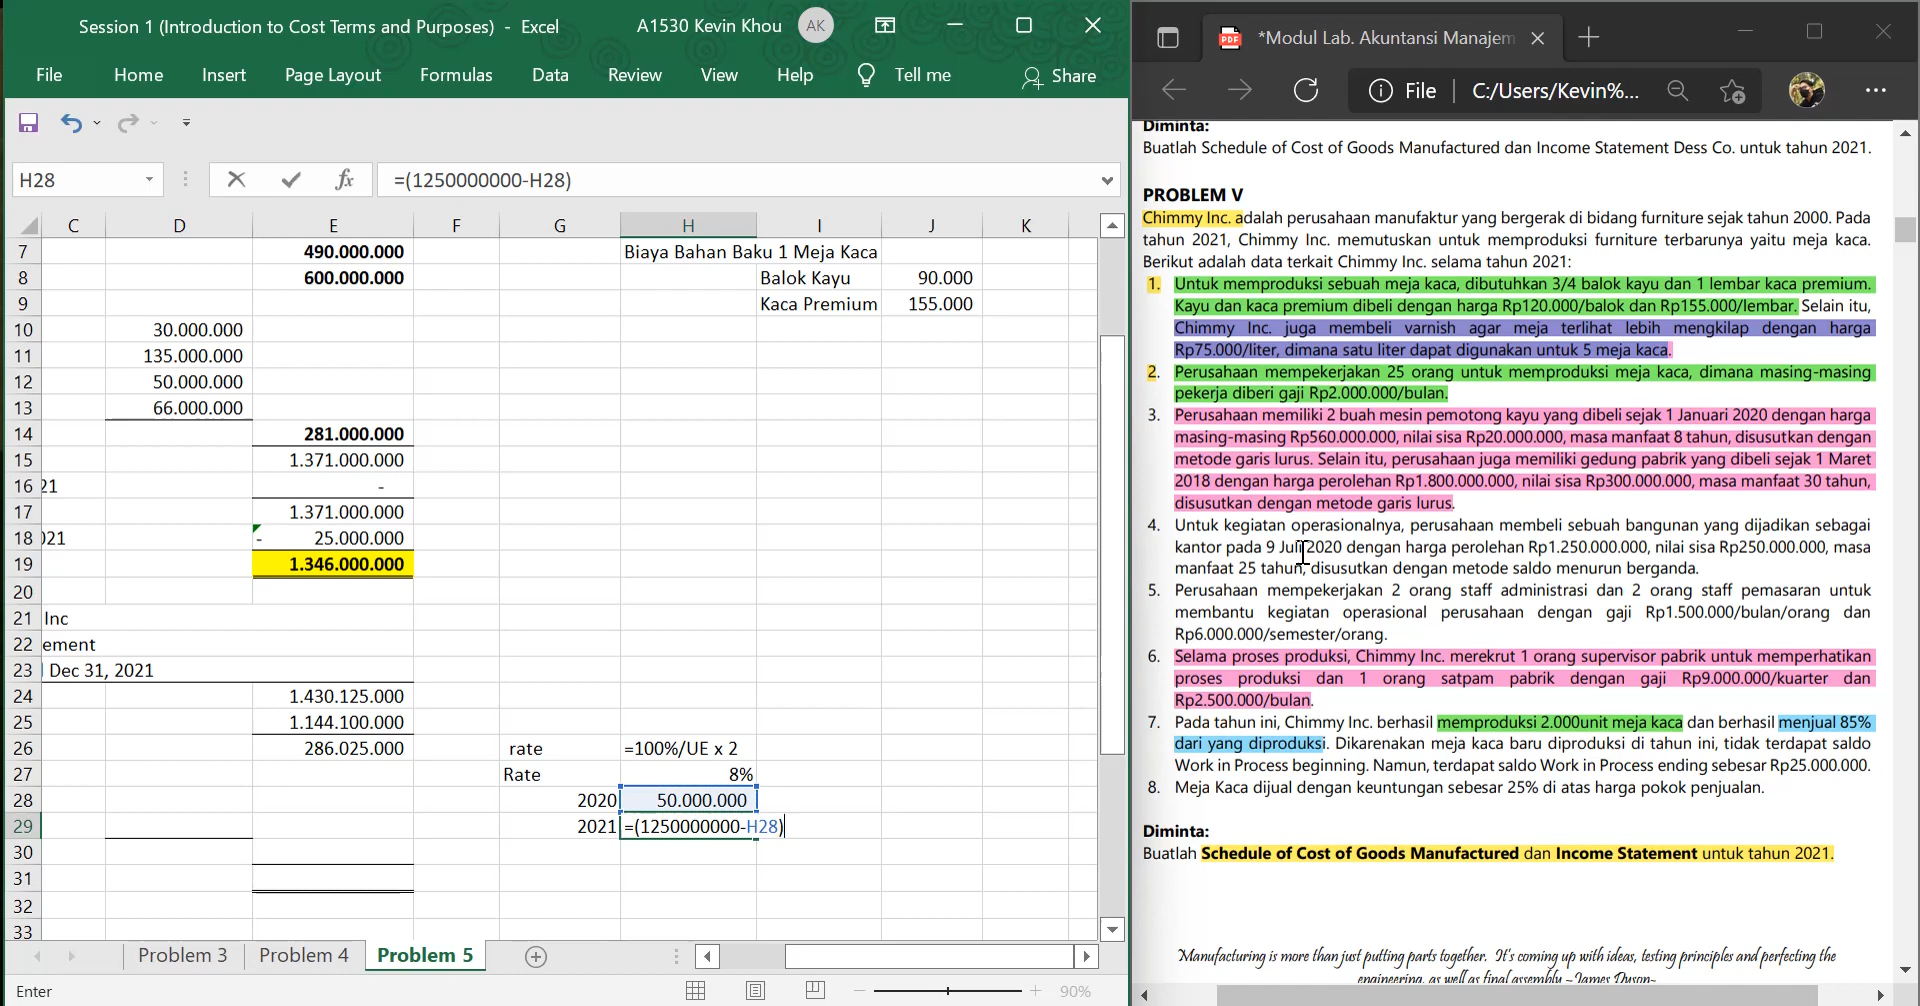 Session 1 (Introduction to Cost Terms and Purposes) - Excel
A1530 Kevin Khou
AK
File Home Insert Page Layout Formulas Data Review View Help Tell me Share
H28
fx
=(1250000000-H28)
C D E F G H I J K
7 490.000.000 Biaya Bahan Baku 1 Meja Kaca
8 600.000.000 Balok Kayu 90.000
9 Kaca Premium 155.000
10 30.000.000
11 135.000.000
12 50.000.000
13 66.000.000
14 281.000.000
15 1.371.000.000
16 21 -
17 1.371.000.000
18 021 - 25.000.000
19 1.346.000.000
20
21 Inc
22 ement
23 Dec 31, 2021
24 1.430.125.000
25 1.144.100.000
26 286.025.000 rate =100%/UE x 2
27 Rate 8%
28 2020 50.000.000
29 2021 =(1250000000-H28)
30
31
32
33
Problem 3 Problem 4 Problem 5
Enter
90%
PDF
*Modul Lab. Akuntansi Manajem
File
C:/Users/Kevin%...
Diminta:
Buatlah Schedule of Cost of Goods Manufactured dan Income Statement Dess Co. untuk tahun 2021.
PROBLEM V
Chimmy Inc. adalah perusahaan manufaktur yang bergerak di bidang furniture sejak tahun 2000. Pada
tahun 2021, Chimmy Inc. memutuskan untuk memproduksi furniture terbarunya yaitu meja kaca.
Berikut adalah data terkait Chimmy Inc. selama tahun 2021:
1. Untuk memproduksi sebuah meja kaca, dibutuhkan 3/4 balok kayu dan 1 lembar kaca premium.
Kayu dan kaca premium dibeli dengan harga Rp120.000/balok dan Rp155.000/lembar. Selain itu,
Chimmy Inc. juga membeli varnish agar meja terlihat lebih mengkilap dengan harga
Rp75.000/liter, dimana satu liter dapat digunakan untuk 5 meja kaca.
2. Perusahaan mempekerjakan 25 orang untuk memproduksi meja kaca, dimana masing-masing
pekerja diberi gaji Rp2.000.000/bulan.
3. Perusahaan memiliki 2 buah mesin pemotong kayu yang dibeli sejak 1 Januari 2020 dengan harga
masing-masing Rp560.000.000, nilai sisa Rp20.000.000, masa manfaat 8 tahun, disusutkan dengan
metode garis lurus. Selain itu, perusahaan juga memiliki gedung pabrik yang dibeli sejak 1 Maret
2018 dengan harga perolehan Rp1.800.000.000, nilai sisa Rp300.000.000, masa manfaat 30 tahun,
disusutkan dengan metode garis lurus.
4. Untuk kegiatan operasionalnya, perusahaan membeli sebuah bangunan yang dijadikan sebagai
kantor pada 9 Juli 2020 dengan harga perolehan Rp1.250.000.000, nilai sisa Rp250.000.000, masa
manfaat 25 tahun, disusutkan dengan metode saldo menurun berganda.
5. Perusahaan mempekerjakan 2 orang staff administrasi dan 2 orang staff pemasaran untuk
membantu kegiatan operasional perusahaan dengan gaji Rp1.500.000/bulan/orang dan
Rp6.000.000/semester/orang.
6. Selama proses produksi, Chimmy Inc. merekrut 1 orang supervisor pabrik untuk memperhatikan
proses produksi dan 1 orang satpam pabrik dengan gaji Rp9.000.000/kuarter dan
Rp2.500.000/bulan.
7. Pada tahun ini, Chimmy Inc. berhasil memproduksi 2.000unit meja kaca dan berhasil menjual 85%
dari yang diproduksi. Dikarenakan meja kaca baru diproduksi di tahun ini, tidak terdapat saldo
Work in Process beginning. Namun, terdapat saldo Work in Process ending sebesar Rp25.000.000.
8. Meja Kaca dijual dengan keuntungan sebesar 25% di atas harga pokok penjualan.
Diminta:
Buatlah Schedule of Cost of Goods Manufactured dan Income Statement untuk tahun 2021.
"Manufacturing is more than just putting parts together. It's coming up with ideas, testing principles and perfecting the
engineering, as well as final assembly ~James Dyson~